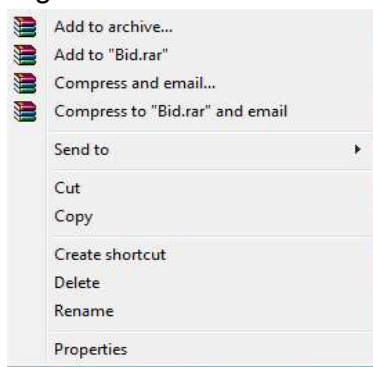 Add to archive...
Add to "Bid.rar"
Compress and email...
Compress to "Bid.rar" and email
Send to
Cut
Copy
Create shortcut
Delete
Rename
Properties